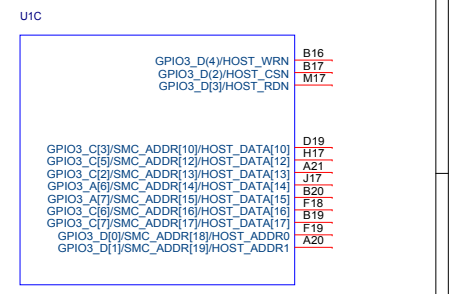 U1C
GPIO3_D(4)/HOST_WRN B16
GPIO3_D(2)/HOST_CSN B17
GPIO3_D[3]/HOST_RDN M17
GPIO3_C[3]/SMC_ADDR[10]/HOST_DATA[10] D19
GPIO3_C[5]/SMC_ADDR[12]/HOST_DATA[12] H17
GPIO3_C[2]/SMC_ADDR[13]/HOST_DATA[13] A21
GPIO3_A[6]/SMC_ADDR[14]/HOST_DATA[14] J17
GPIO3_A[7]/SMC_ADDR[15]/HOST_DATA[15] B20
GPIO3_C[6]/SMC_ADDR[16]/HOST_DATA[16] F18
GPIO3_C[7]/SMC_ADDR[17]/HOST_DATA[17] B19
GPIO3_D[0]/SMC_ADDR[18]/HOST_ADDR0 F19
GPIO3_D[1]/SMC_ADDR[19]/HOST_ADDR1 A20